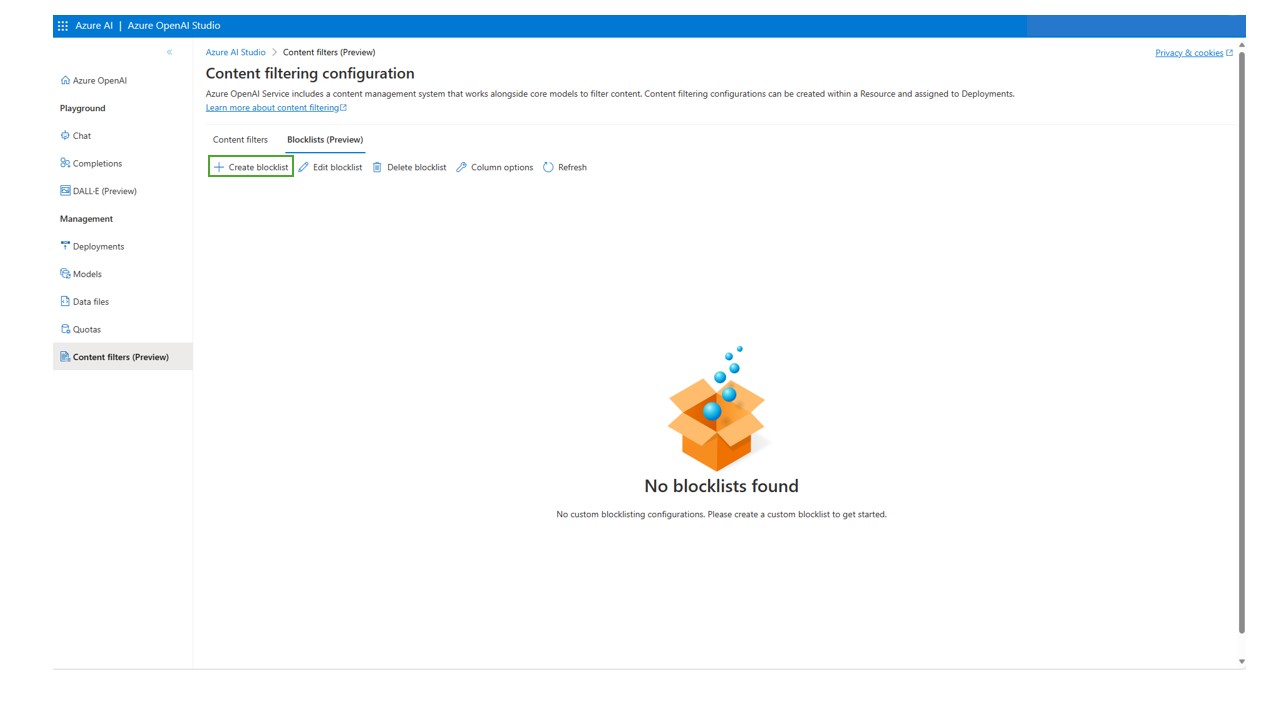 Azure AI | Azure OpenAI Studio
Azure AI Studio > Content filters (Preview)
Privacy & cookies
Content filtering configuration
Azure OpenAI Service includes a content management system that works alongside core models to filter content. Content filtering configurations can be created within a Resource and assigned to Deployments.
Learn more about content filtering
Azure OpenAI
Playground
Chat
Completions
DALL-E (Preview)
Management
Deployments
Models
Data files
Quotas
Content filters (Preview)
Content filters Blocklists (Preview)
Create blocklist Edit blocklist Delete blocklist Column options Refresh
No blocklists found
No custom blocklisting configurations. Please create a custom blocklist to get started.